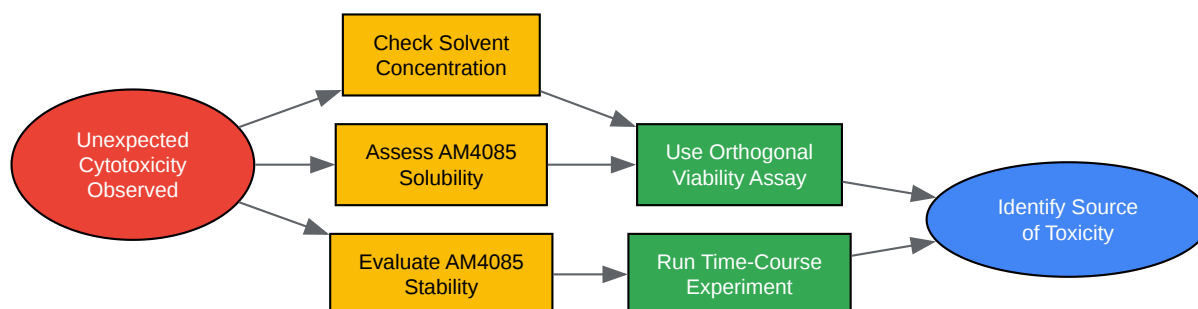 Unexpected
Cytotoxicity
Observed
Check Solvent
Concentration
Assess AM4085
Solubility
Evaluate AM4085
Stability
Use Orthogonal
Viability Assay
Run Time-Course
Experiment
Identify Source
of Toxicity